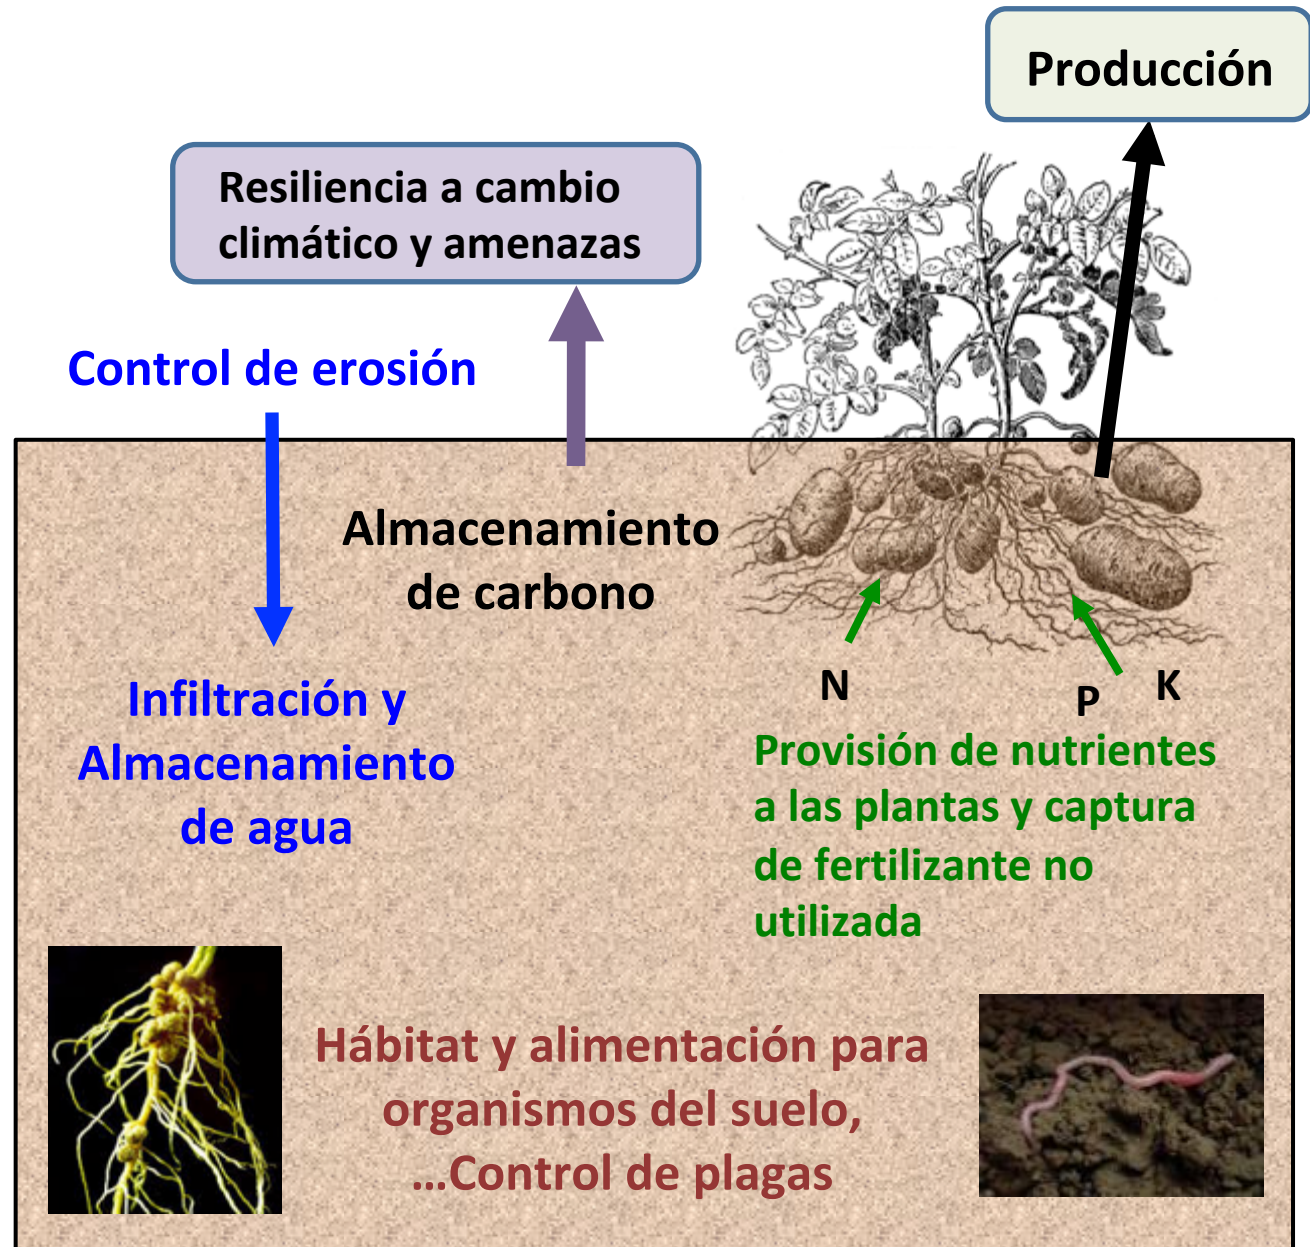 Producción
Resiliencia a cambio
climático y amenazas
Control de erosión
Almacenamiento
de carbono
Infiltración y
Almacenamiento
de agua
N
P
K
Provisión de nutrientes
a las plantas y captura
de fertilizante no
utilizada
Hábitat y alimentación para
organismos del suelo,
...Control de plagas